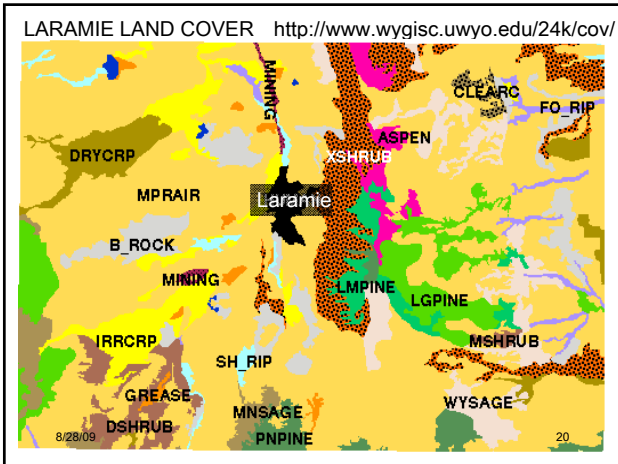 LARAMIE LAND COVER http://www.wygisc.uwyo.edu/24k/cov/
MINING
CLEARC
FO_RIP
ASPEN
DRYCRP
XSHRUB
MPRAIR
Laramie
B_ROCK
MINING
LMPINE
LGPINE
IRRCRP
MSHRUB
SH_RIP
GREASE
WYSAGE
MNSAGE
DSHRUB
PNPINE
8/28/09
20